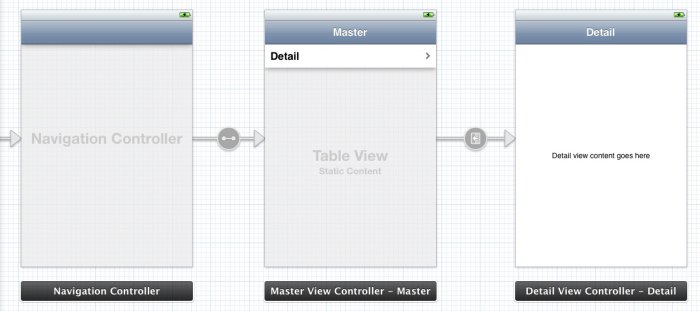 Navigation Controller
Navigation Controller
Master
Detail
Table View
Static Content
Master View Controller – Master
Detail
Detail view content goes here
Detail View Controller – Detail